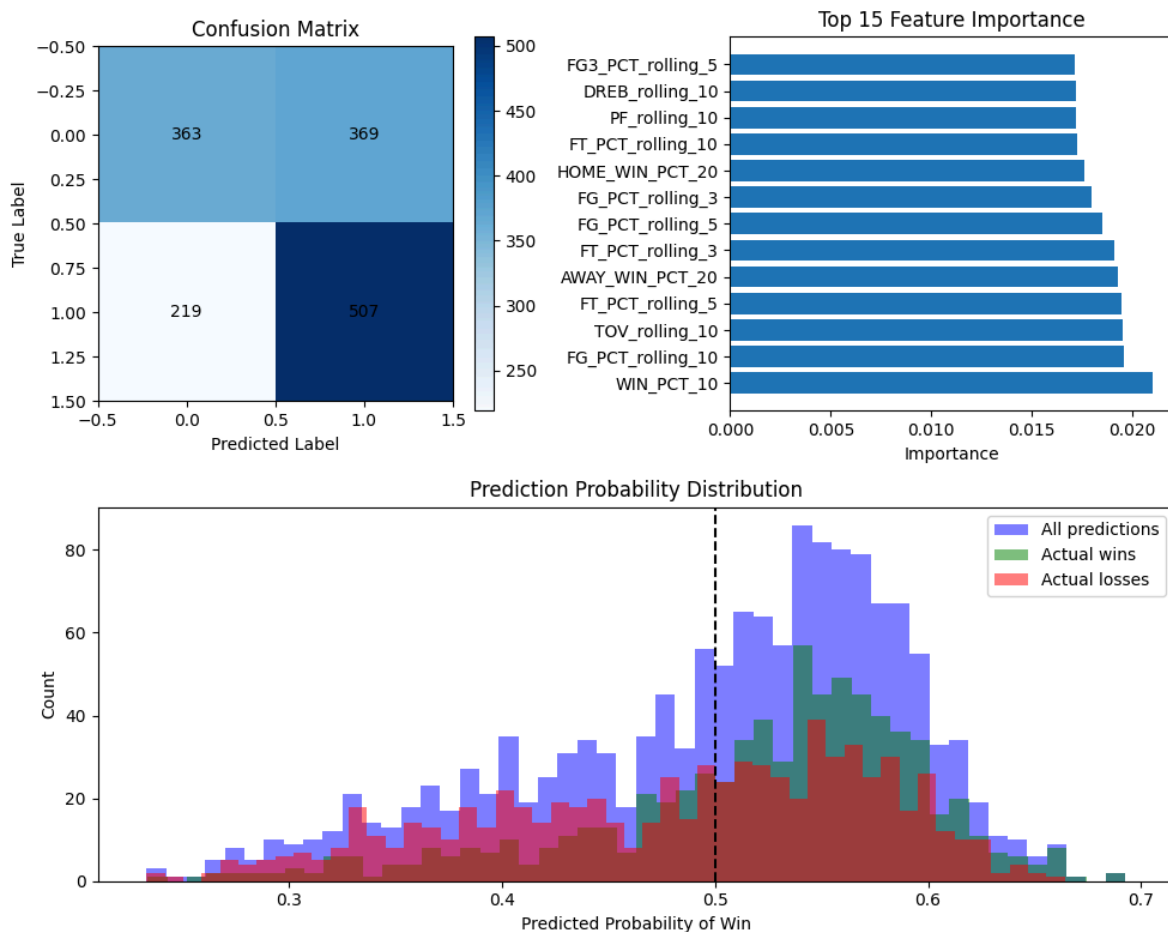 Confusion Matrix
−0.50
−0.25
0.00
0.25
0.50
0.75
1.00
1.25
1.50
True Label
363
369
219
507
−0.5
0.0
0.5
1.0
1.5
Predicted Label
500
450
400
350
300
250
Top 15 Feature Importance
FG3_PCT_rolling_5
DREB_rolling_10
PF_rolling_10
FT_PCT_rolling_10
HOME_WIN_PCT_20
FG_PCT_rolling_3
FG_PCT_rolling_5
FT_PCT_rolling_3
AWAY_WIN_PCT_20
FT_PCT_rolling_5
TOV_rolling_10
FG_PCT_rolling_10
WIN_PCT_10
0.000
0.005
0.010
0.015
0.020
Importance
Prediction Probability Distribution
All predictions
Actual wins
Actual losses
80
60
40
20
0
Count
0.3
0.4
0.5
0.6
0.7
Predicted Probability of Win